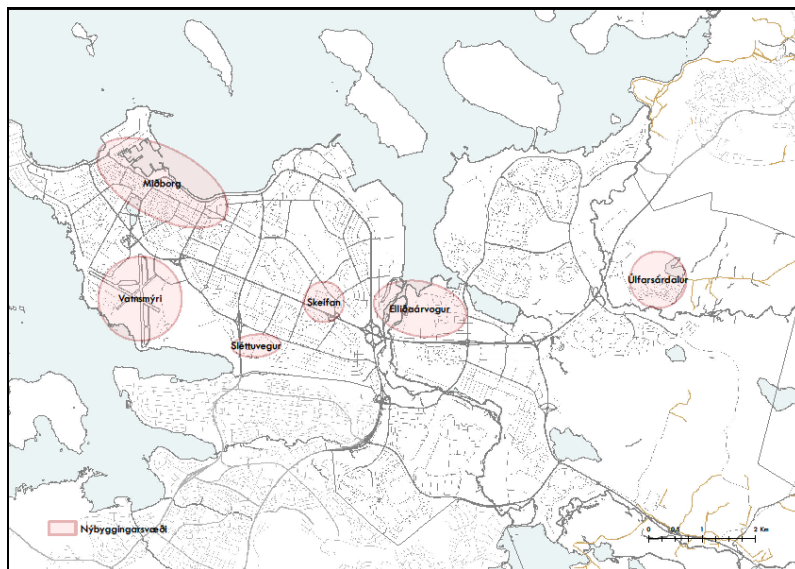 Miðborg
Úlfarsárdalur
Vatnsmýri
Skeifan
Elliðaárvogur
Sléttuvegur
Nýbyggingarsvæði
0 0,5 1 2 Km